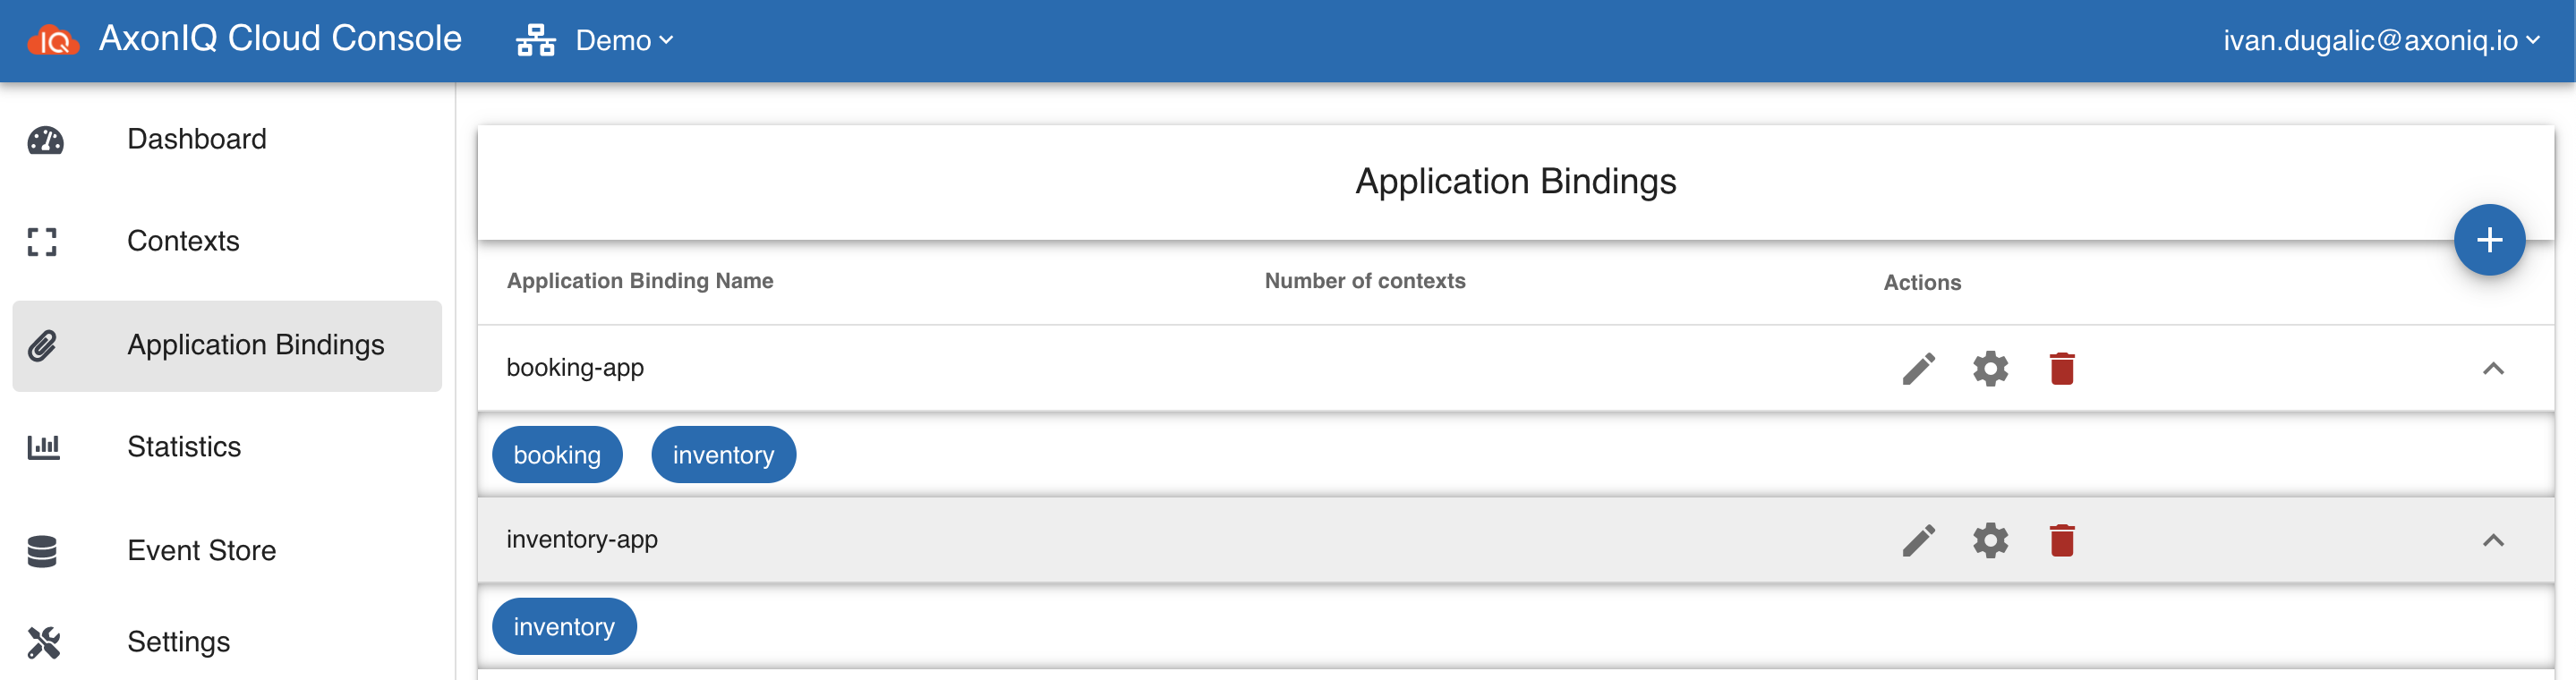 IQ AxonIQ Cloud Console Demo ivan.dugalic@axoniq.io
Dashboard
Contexts
Application Bindings
Statistics
Event Store
Settings
Application Bindings
+
Application Binding Name Number of contexts Actions
booking-app
booking inventory
inventory-app
inventory